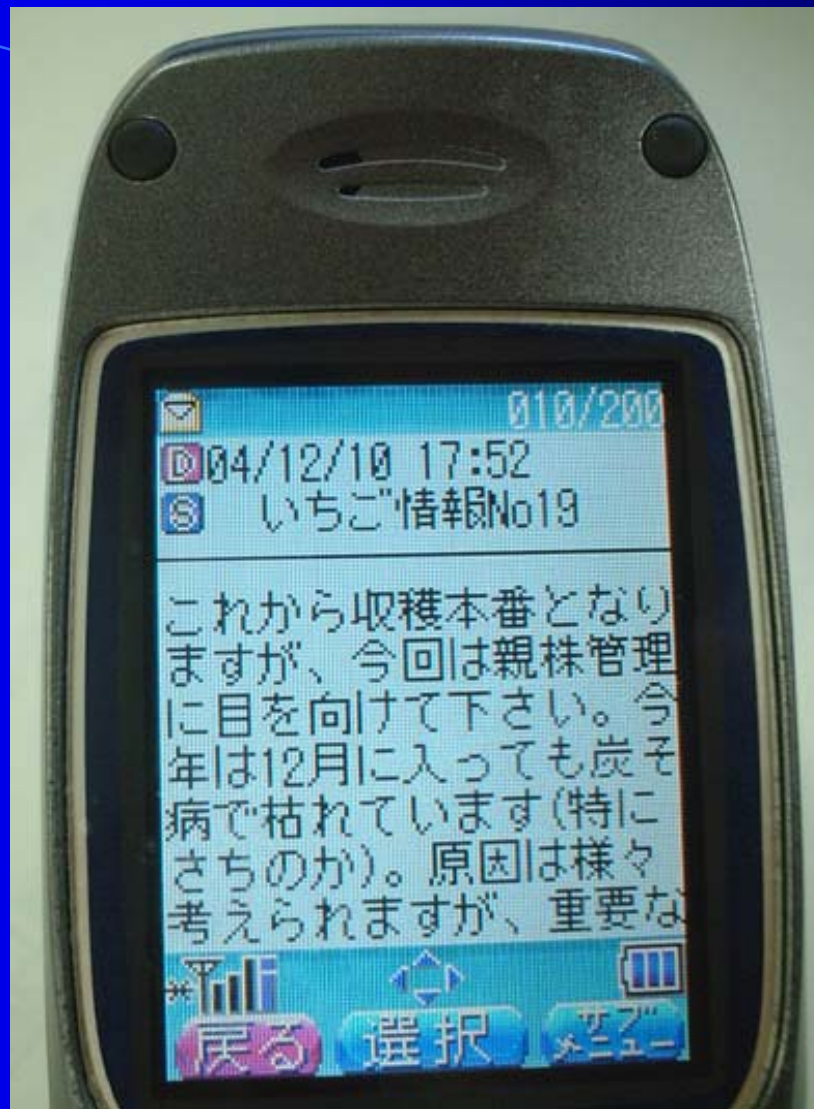 010/200
D 04/12/10 17:52
S いちご情報No19
これから収穫本番となり
ますが、今回は親株管理
に目を向けて下さい。今
年は12月に入っても炭そ
病で枯れています(特に
さちのか)。原因は様々
考えられますが、重要な
戻る 選択 サブ
メニュー